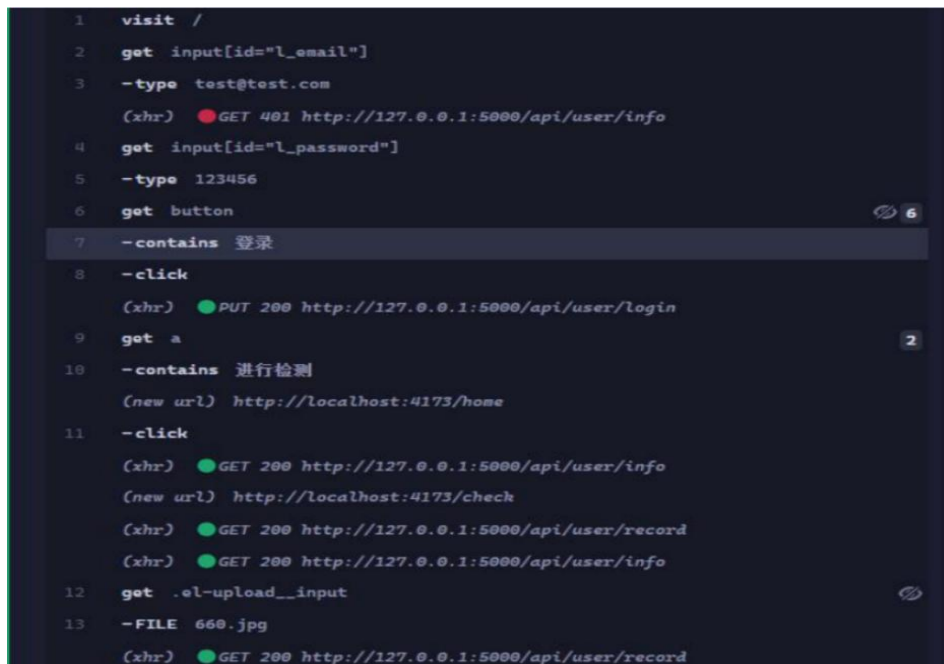 1 visit /
2 get input[id="l_email"]
3 -type test@test.com
(xhr) GET 401 http://127.0.0.1:5000/api/user/info
4 get input[id="l_password"]
5 -type 123456
6 get button 6
7 -contains 登录
8 -click
(xhr) PUT 200 http://127.0.0.1:5000/api/user/login
9 get a 2
10 -contains 进行检测
(new url) http://localhost:4173/home
11 -click
(xhr) GET 200 http://127.0.0.1:5000/api/user/info
(new url) http://localhost:4173/check
(xhr) GET 200 http://127.0.0.1:5000/api/user/record
(xhr) GET 200 http://127.0.0.1:5000/api/user/info
12 get .el-upload__input
13 -FILE 660.jpg
(xhr) GET 200 http://127.0.0.1:5000/api/user/record